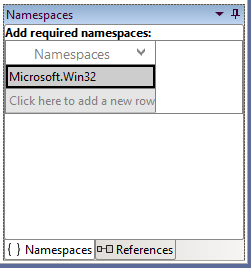 Namespaces
Add required namespaces:
Namespaces
Microsoft.Win32
Click here to add a new row
{ } Namespaces References